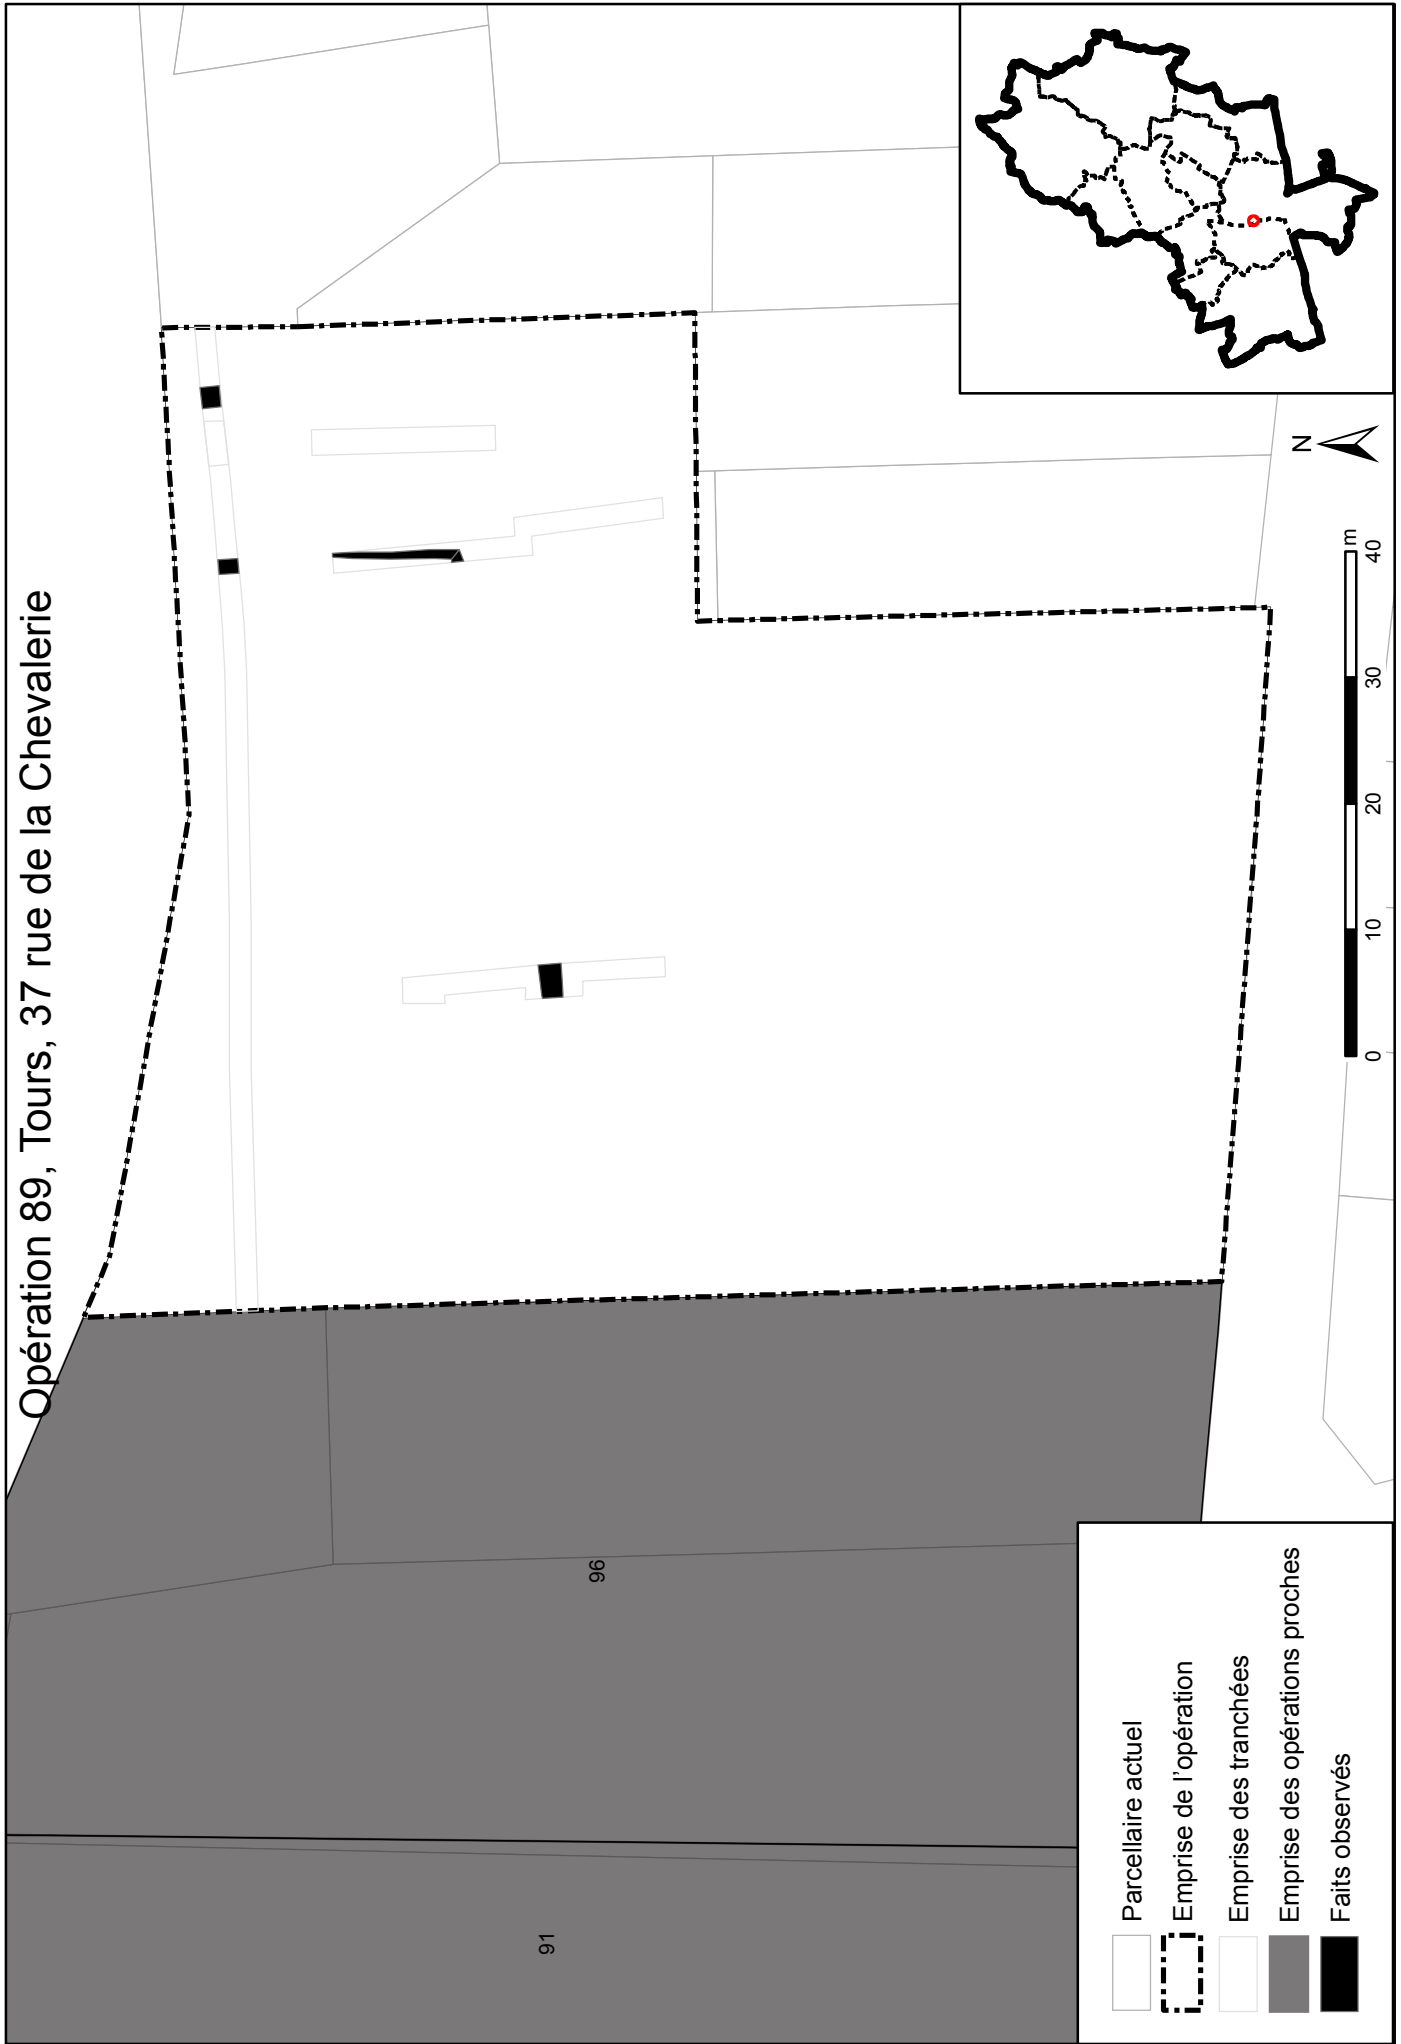 Opération 89, Tours, 37 rue de la Chevalerie
96
91
Parcellaire actuel
Emprise de l'opération
Emprise des tranchées
Emprise des opérations proches
Faits observés
0 10 20 30 40 m
N